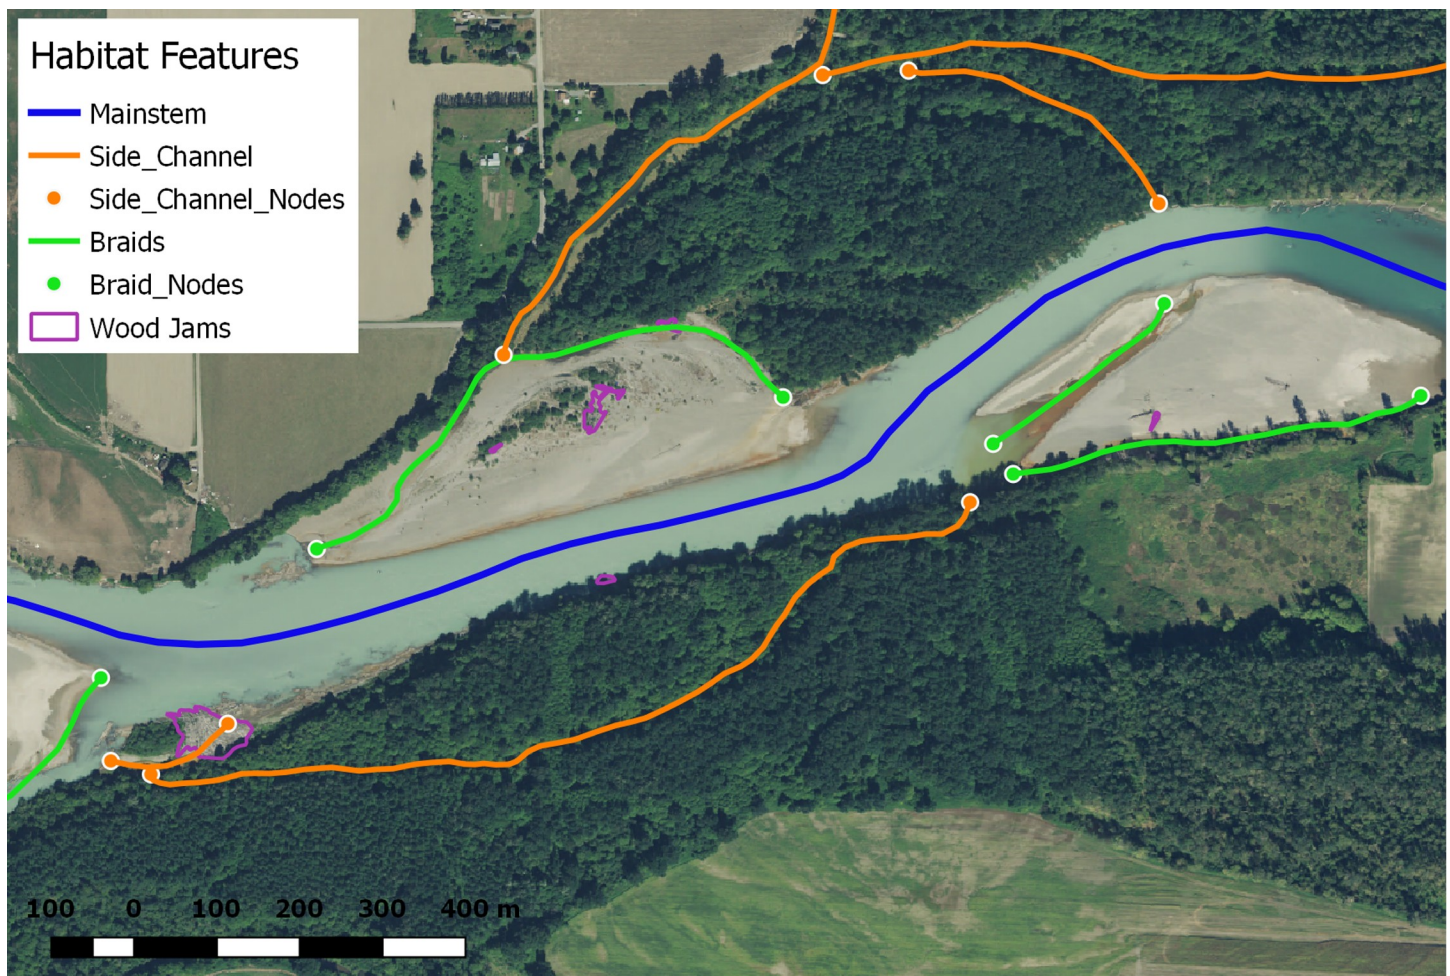 Habitat Features
Mainstem
Side_Channel
Side_Channel_Nodes
Braids
Braid_Nodes
Wood Jams
100 0 100 200 300 400 m